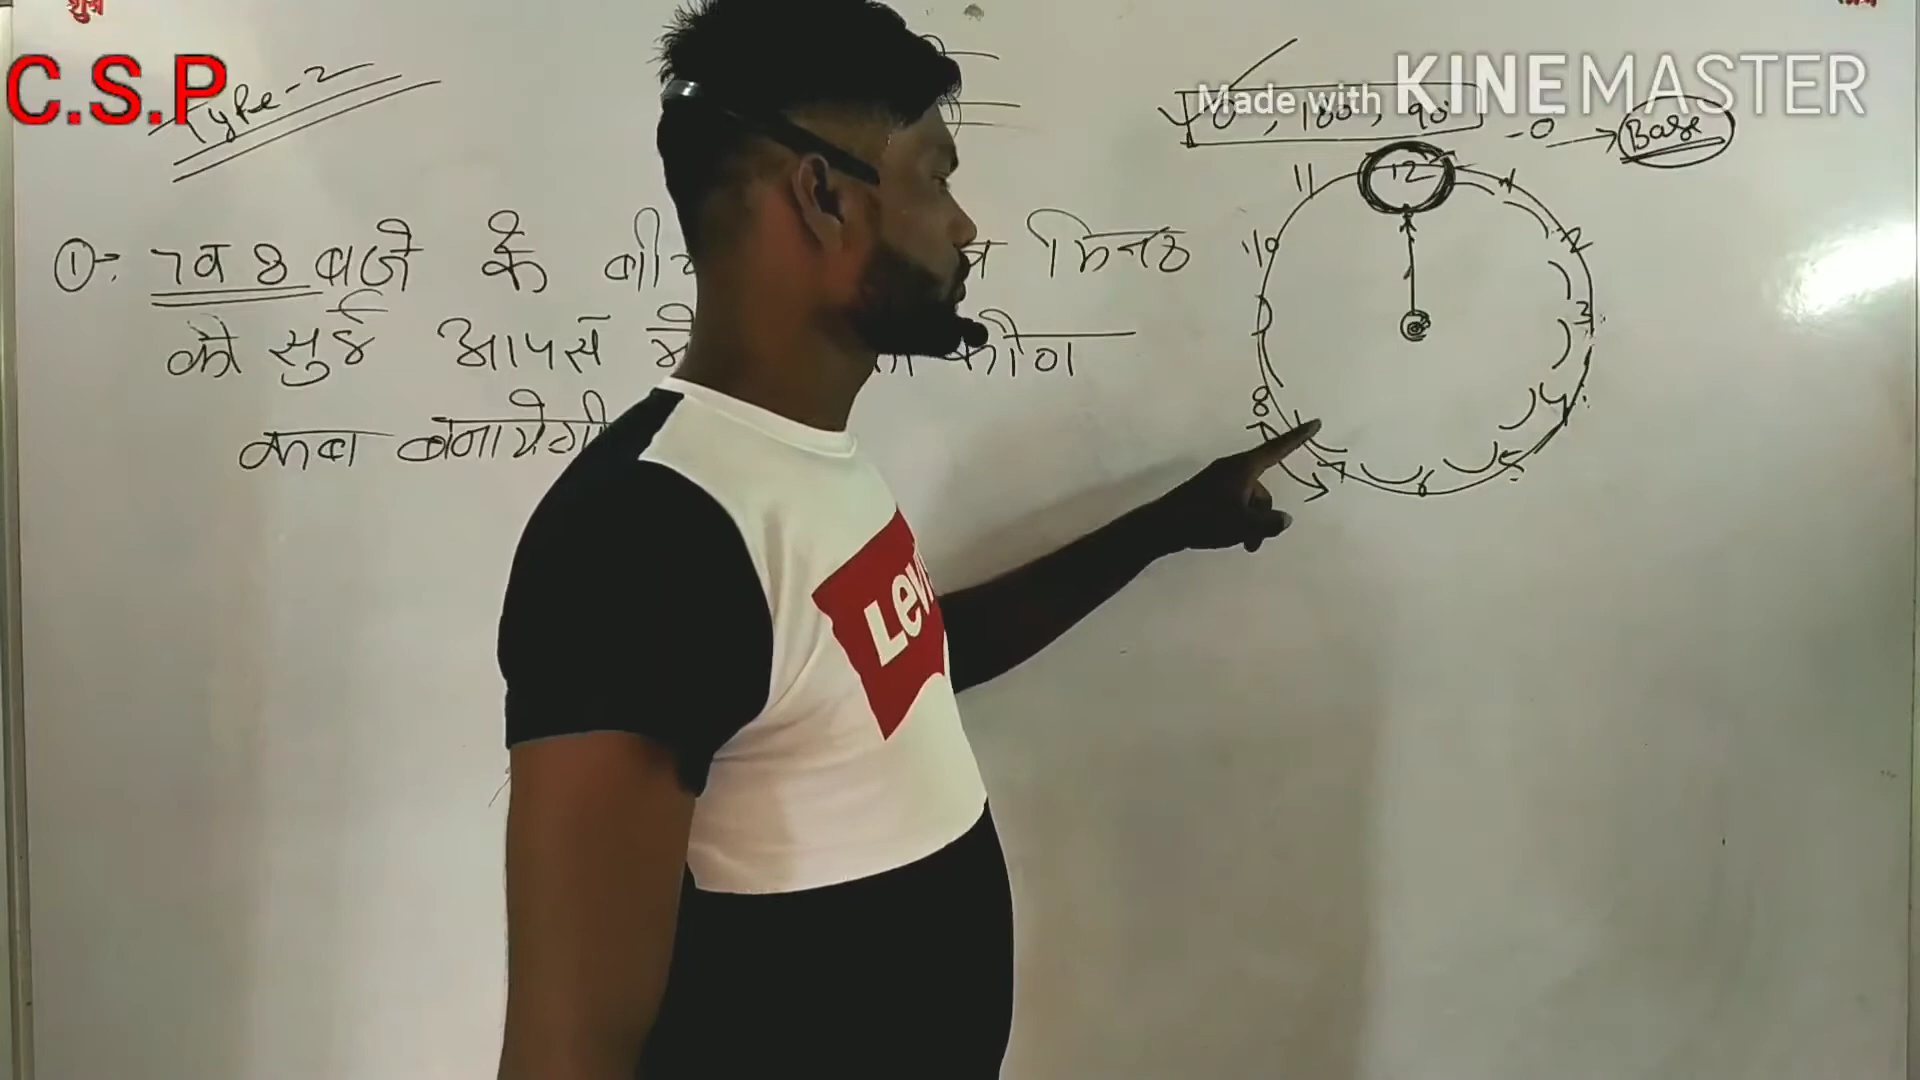 शुभ
C.S.P
Type-2
Made with KINEMASTER
0°, 180°, 90°
-0 → Base
①:- 7 व 8 बजे के मिनट
की सुई आपस में कोण
कब बनायेगी
11 12 1
10 2
9 3
8 4
7 6 5
Levi